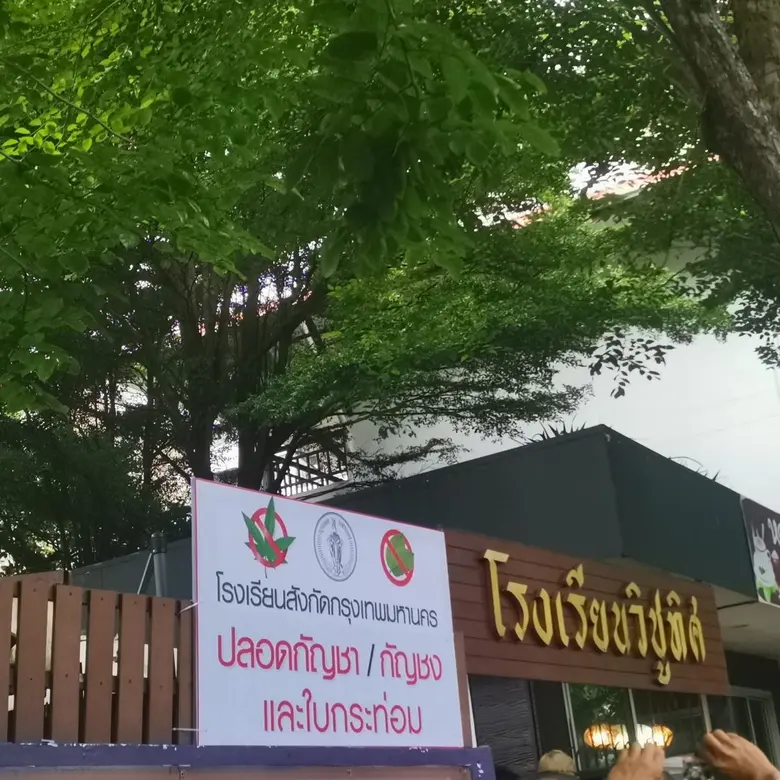 โรงเรียนสังกัดกรุงเทพมหานคร
ปลอดกัญชา / กัญชง
และใบกระท่อม
โรงเรียนวิชูทิศ